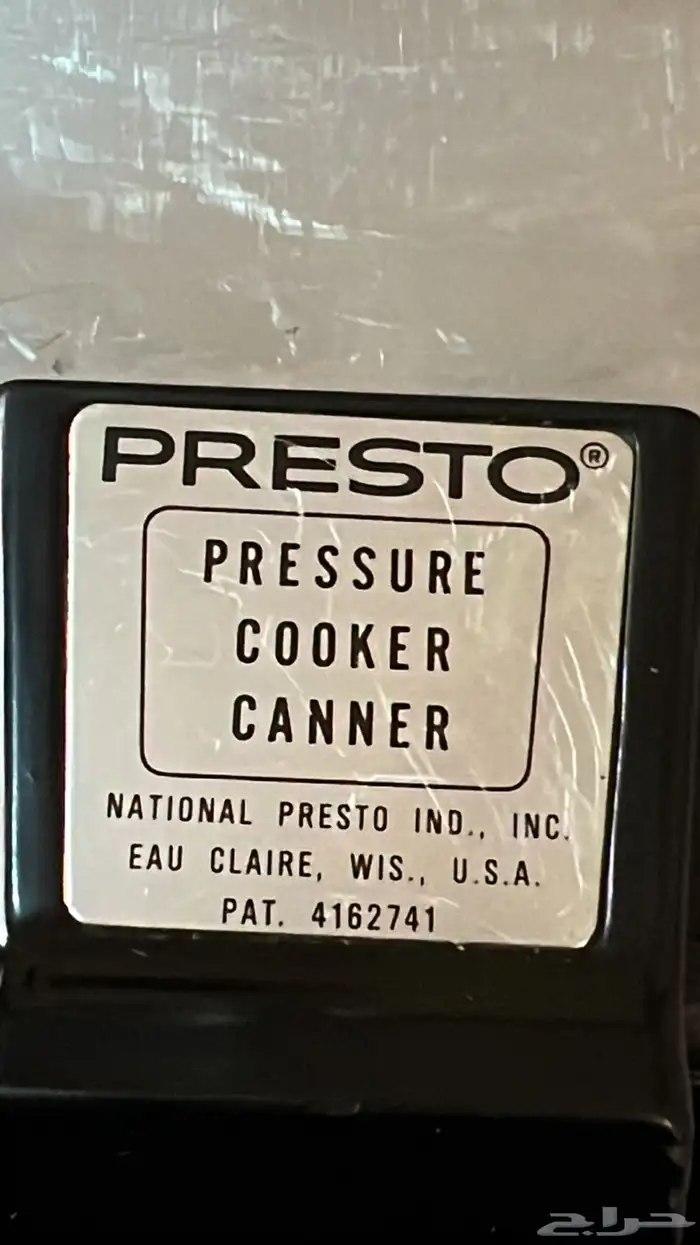 PRESTO®
PRESSURE
COOKER
CANNER
NATIONAL PRESTO IND., INC.
EAU CLAIRE, WIS., U.S.A.
PAT. 4162741
حراج